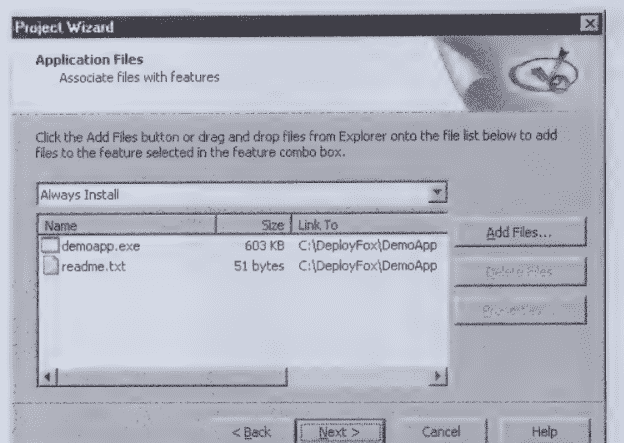 Project Wizard
Application Files
Associate files with features
Click the Add Files button or drag and drop files from Explorer onto the file list below to add
files to the feature selected in the feature combo box.
Always Install
Name Size Link To
demoapp.exe 603 KB C:\DeployFox\DemoApp
readme.txt 51 bytes C:\DeployFox\DemoApp
Add Files...
Delete Files
Properties...
< Back Next > Cancel Help